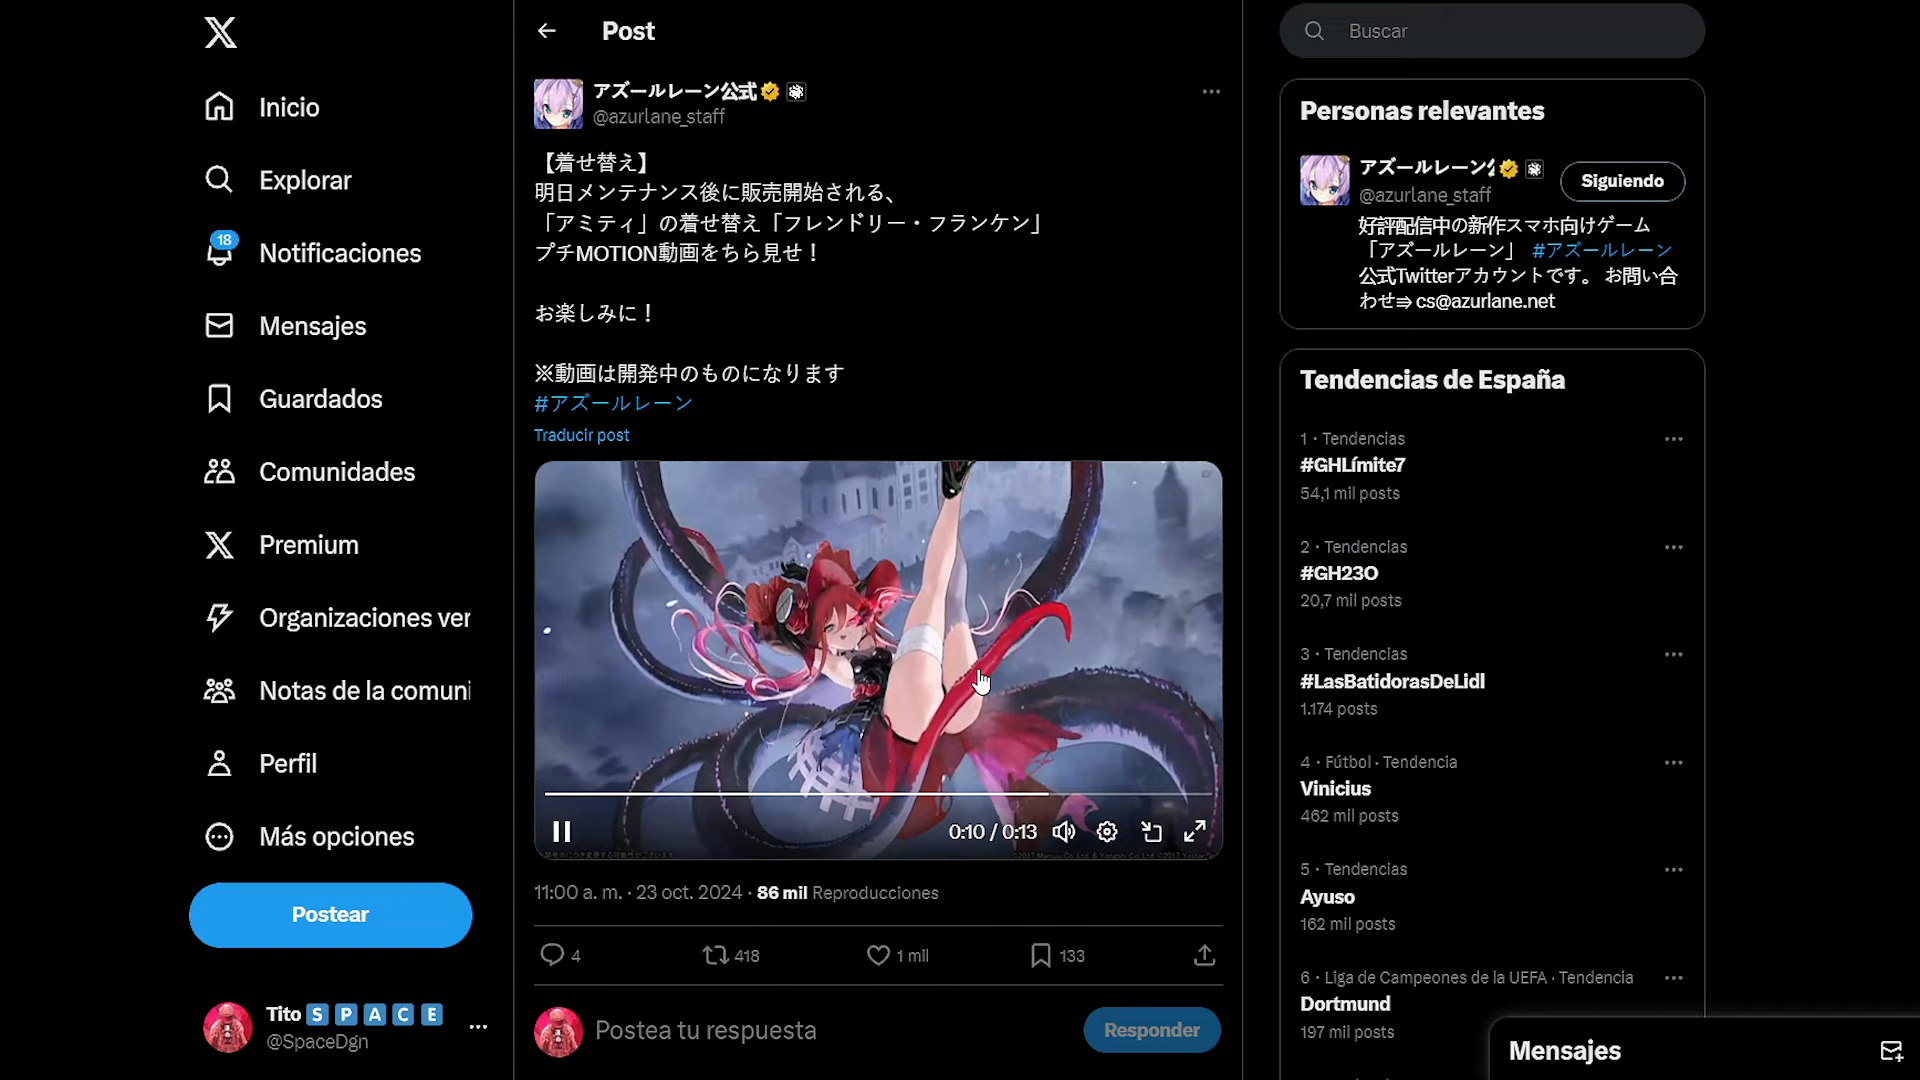 Inicio
Explorar
18
Notificaciones
Mensajes
Guardados
Comunidades
Premium
Organizaciones ver
Notas de la comuni
Perfil
Más opciones
Postear
Tito S P A C E
@SpaceDgn
Post
アズールレーン公式
@azurlane_staff
【着せ替え】
明日メンテナンス後に販売開始される、
「アミティ」の着せ替え「フレンドリー・フランケン」
プチMOTION動画をちら見せ！
お楽しみに！
※動画は開発中のものになります
#アズールレーン
Traducir post
0:10 / 0:13
11:00 a. m. · 23 oct. 2024 · 86 mil Reproducciones
4
418
1 mil
133
Postea tu respuesta
Responder
Buscar
Personas relevantes
アズールレーン公
Siguiendo
@azurlane_staff
好評配信中の新作スマホ向けゲーム
「アズールレーン」 #アズールレーン
公式Twitterアカウントです。 お問い合
わせ⇒ cs@azurlane.net
Tendencias de España
1 · Tendencias
#GHLímite7
54,1 mil posts
2 · Tendencias
#GH23O
20,7 mil posts
3 · Tendencias
#LasBatidorasDeLidl
1.174 posts
4 · Fútbol · Tendencia
Vinicius
462 mil posts
5 · Tendencias
Ayuso
162 mil posts
6 · Liga de Campeones de la UEFA · Tendencia
Dortmund
197 mil posts
Mensajes